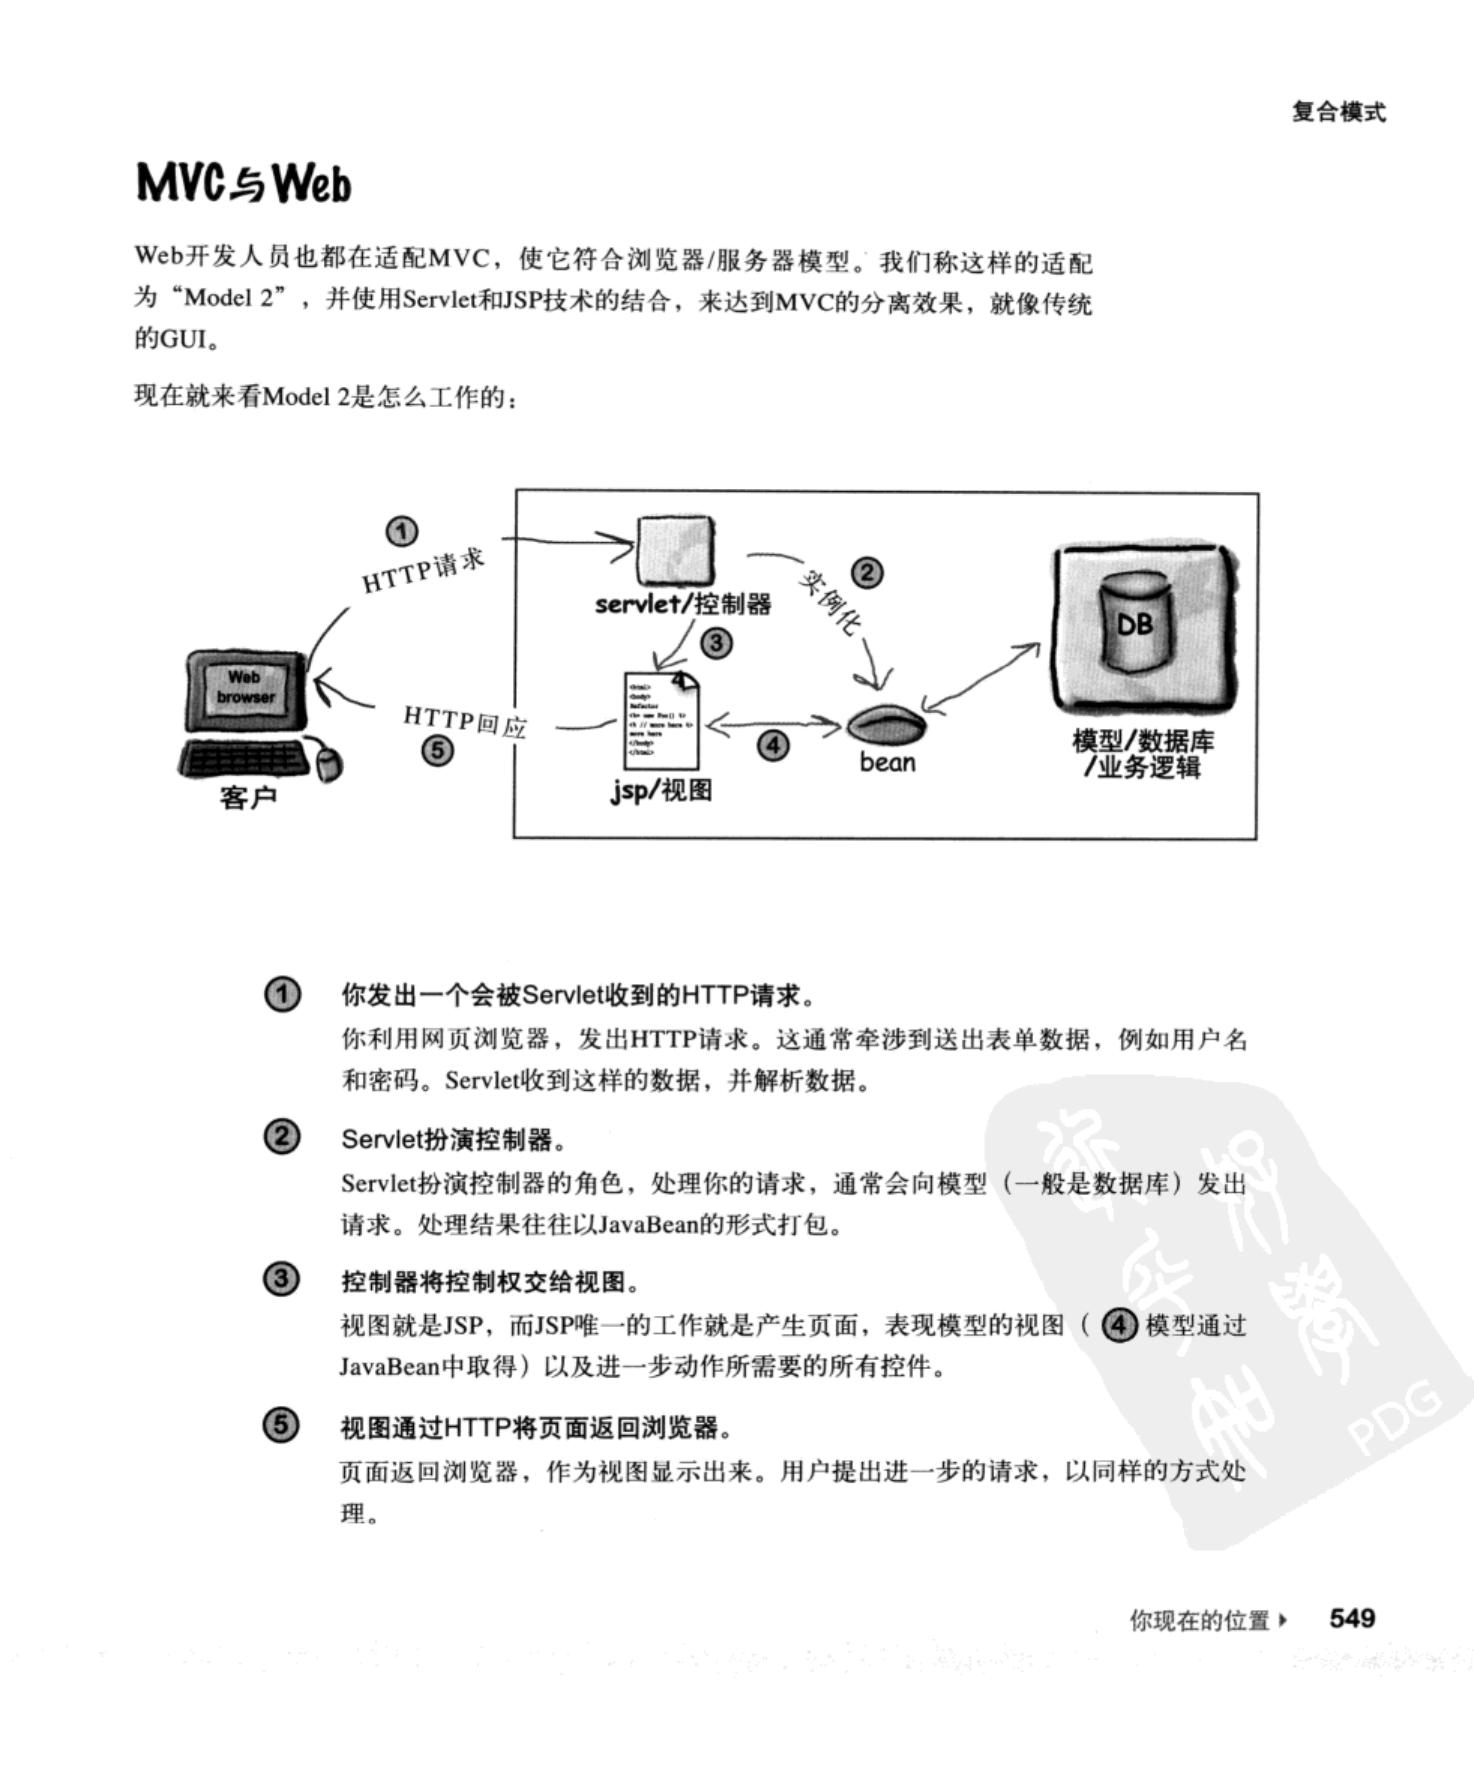 复合模式
MVC与Web
Web开发人员也都在适配MVC，使它符合浏览器/服务器模型。我们称这样的适配
为“Model 2”，并使用Servlet和JSP技术的结合，来达到MVC的分离效果，就像传统
的GUI。
现在就来看Model 2是怎么工作的：
1
HTTP请求
servlet/控制器
2
实例化
3
DB
模型/数据库
/业务逻辑
Web
browser
客户
HTTP回应
5
4
<html>
<body>
<% // more here %>
more here
</body>
</html>
jsp/视图
4
bean
1 你发出一个会被Servlet收到的HTTP请求。
你利用网页浏览器，发出HTTP请求。这通常牵涉到送出表单数据，例如用户名
和密码。Servlet收到这样的数据，并解析数据。
2 Servlet扮演控制器。
Servlet扮演控制器的角色，处理你的请求，通常会向模型（一般是数据库）发出
请求。处理结果往往以JavaBean的形式打包。
3 控制器将控制权交给视图。
视图就是JSP，而JSP唯一的工作就是产生页面，表现模型的视图（4模型通过
JavaBean中取得）以及进一步动作所需要的所有控件。
5 视图通过HTTP将页面返回浏览器。
页面返回浏览器，作为视图显示出来。用户提出进一步的请求，以同样的方式处
理。
PDG
你现在的位置 ▸ 549